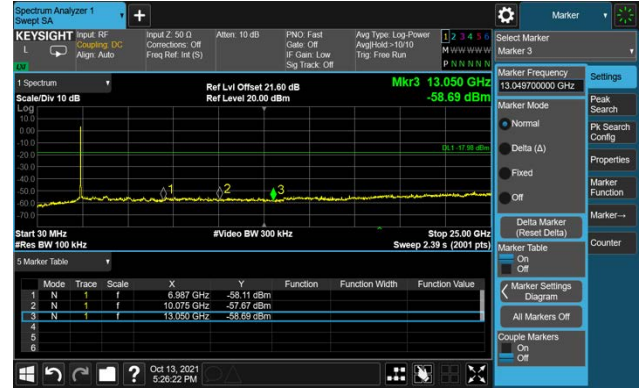 Spectrum Analyzer 1
Swept SA
Marker
KEYSIGHT Input: RF Input Z: 50 Ω Atten: 10 dB PNO: Fast Avg Type: Log-Power 1 2 3 4 5 6
L Coupling: DC Corrections: Off Gate: Off Avg|Hold:>10/10 M W W W W W
Align: Auto Freq Ref: Int (S) IF Gain: Low Trig: Free Run P N N N N N
Sig Track: Off
Select Marker
Marker 3
1 Spectrum
Ref Lvl Offset 21.60 dB
Mkr3 13.050 GHz
Scale/Div 10 dB
Ref Level 20.00 dBm
-58.69 dBm
Log
10.0
0.00
-10.0
-20.0
-30.0
-40.0
-50.0
-60.0
-70.0
DL1 -17.98 dBm
1
2
3
Start 30 MHz
#Video BW 300 kHz
Stop 25.00 GHz
#Res BW 100 kHz
Sweep 2.39 s (2001 pts)
5 Marker Table
Mode Trace Scale X Y Function Function Width Function Value
1 N 1 f 6.987 GHz -58.11 dBm
2 N 1 f 10.075 GHz -57.67 dBm
3 N 1 f 13.050 GHz -58.69 dBm
4
5
6
Marker Frequency
13.049700000 GHz
Marker Mode
Normal
Delta (Δ)
Fixed
Off
Delta Marker
(Reset Delta)
Marker Table
On
Off
Marker Settings
Diagram
All Markers Off
Couple Markers
On
Off
Settings
Peak
Search
Pk Search
Config
Properties
Marker
Function
Marker→
Counter
Oct 13, 2021
5:26:22 PM